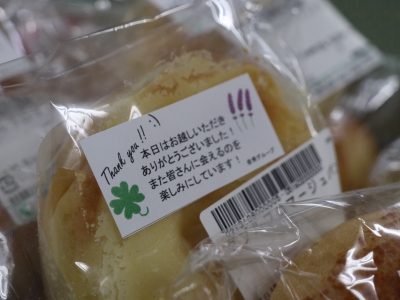 Thank you!! :)
本日はお越しいただき
ありがとうございました！
また皆さんに会えるのを
楽しみにしています！